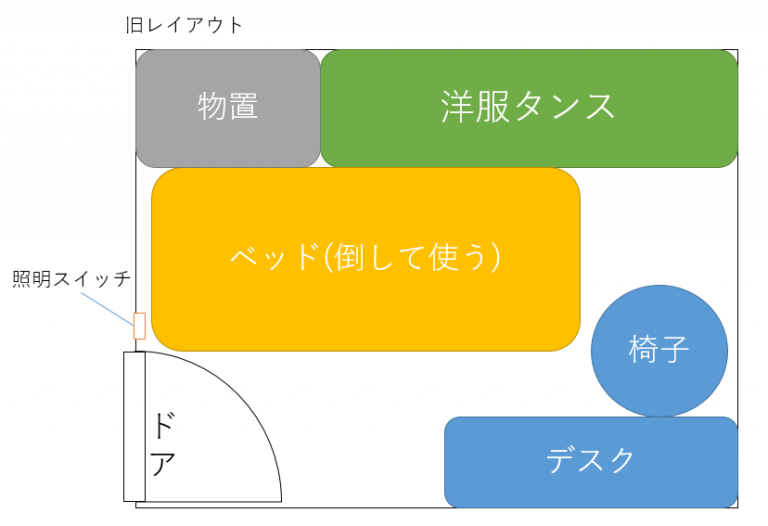 旧レイアウト
物置
洋服タンス
ベッド(倒して使う)
照明スイッチ
椅子
ドア
デスク